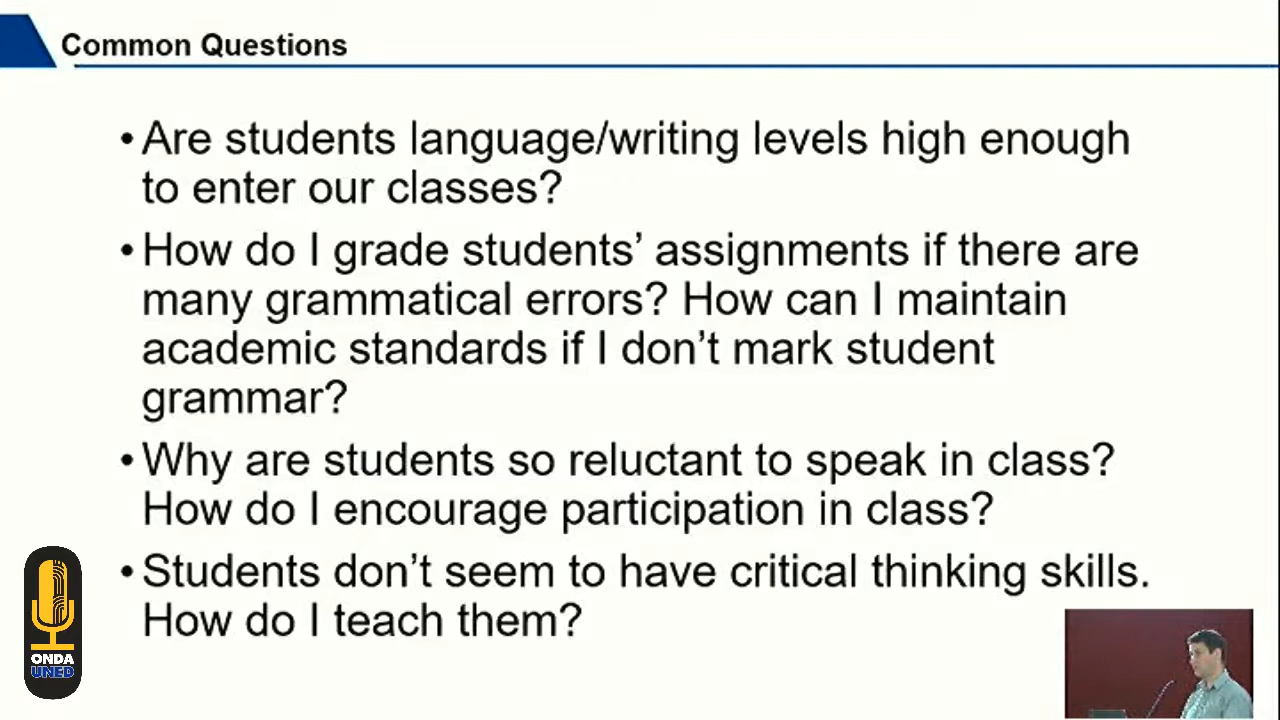 Common Questions
• Are students language/writing levels high enough
to enter our classes?
• How do I grade students’ assignments if there are
many grammatical errors? How can I maintain
academic standards if I don’t mark student
grammar?
• Why are students so reluctant to speak in class?
How do I encourage participation in class?
• Students don’t seem to have critical thinking skills.
How do I teach them?
ONDA
UNED